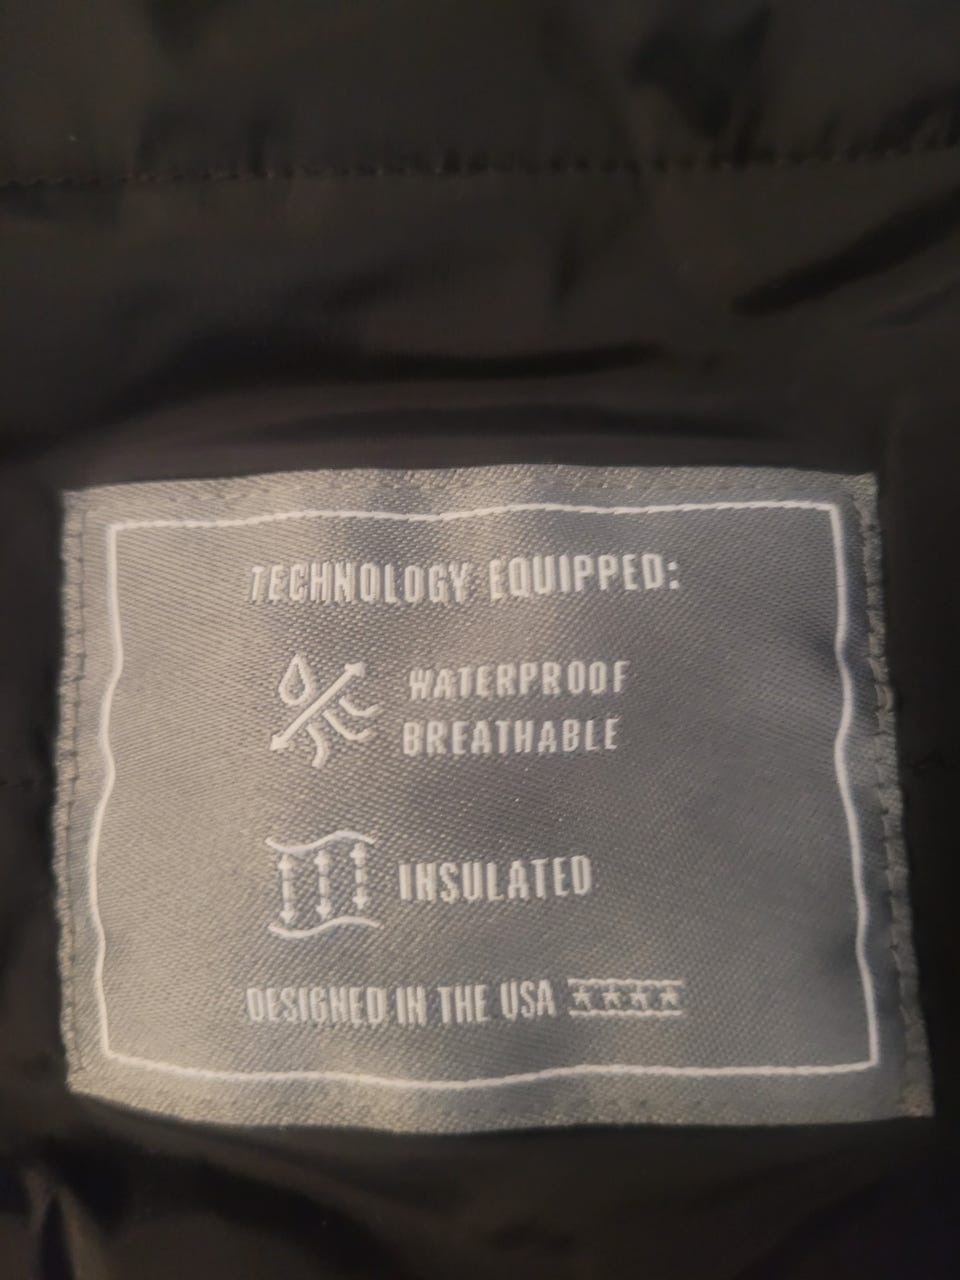 TECHNOLOGY EQUIPPED:
WATERPROOF
BREATHABLE
INSULATED
DESIGNED IN THE USA